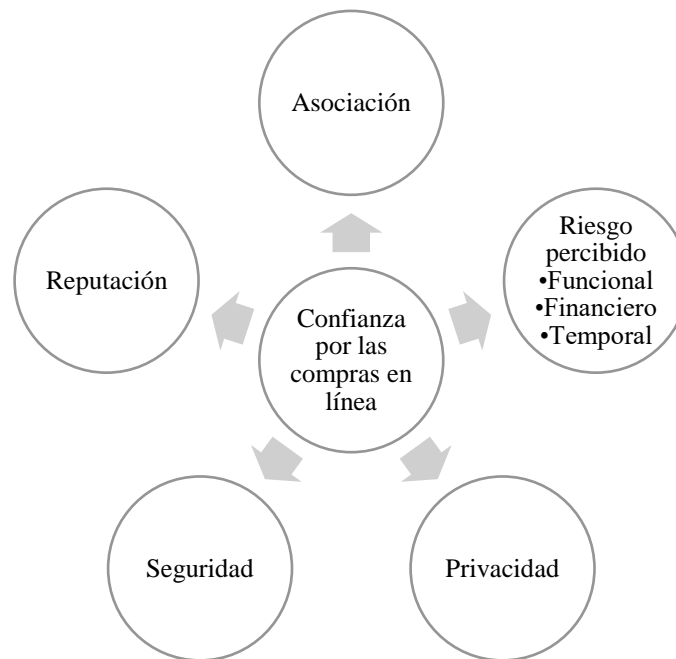 Asociación
Reputación
Riesgo
percibido
•Funcional
•Financiero
•Temporal
Confianza
por las
compras en
línea
Seguridad
Privacidad